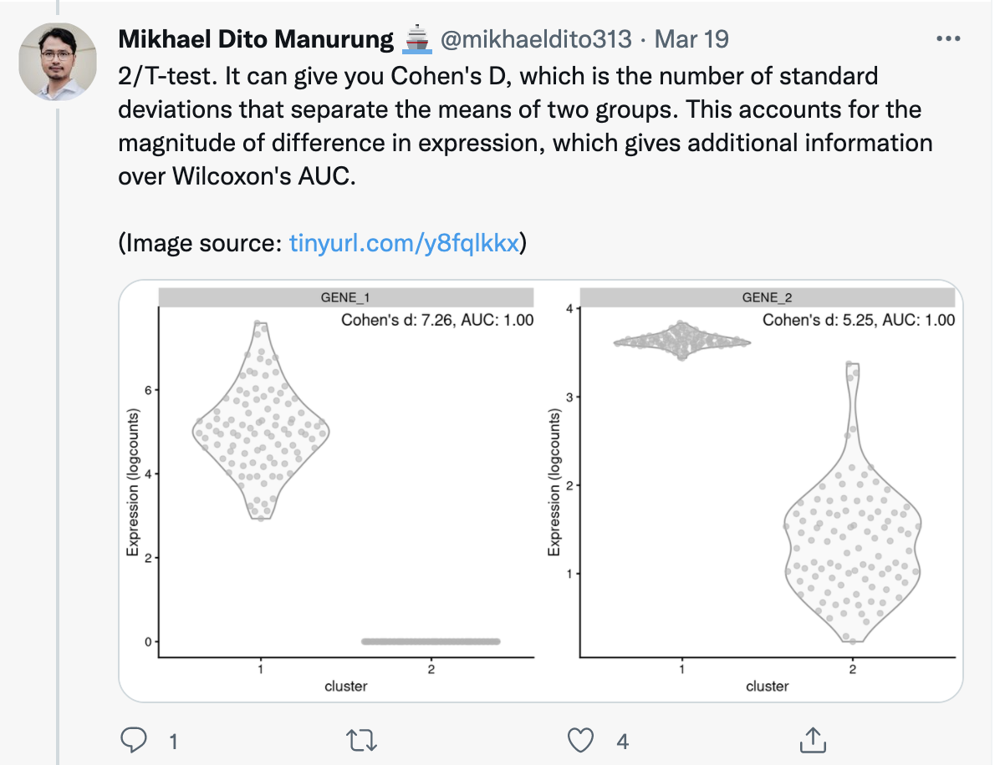 Mikhael Dito Manurung 🚢 @mikhaeldito313 · Mar 19
2/T-test. It can give you Cohen's D, which is the number of standard
deviations that separate the means of two groups. This accounts for the
magnitude of difference in expression, which gives additional information
over Wilcoxon's AUC.
(Image source: tinyurl.com/y8fqlkkx)
GENE_1
Cohen's d: 7.26, AUC: 1.00
Expression (logcounts)
6
4
2
0
1
2
cluster
GENE_2
Cohen's d: 5.25, AUC: 1.00
Expression (logcounts)
4
3
2
1
1
2
cluster
1
4